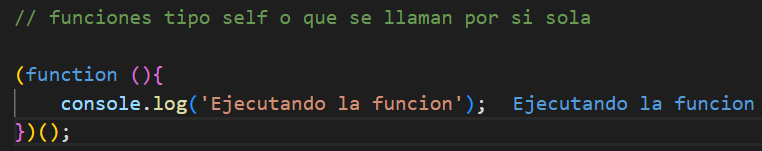 // funciones tipo self o que se llaman por si sola
(function (){
    console.log('Ejecutando la funcion');  Ejecutando la funcion
})();